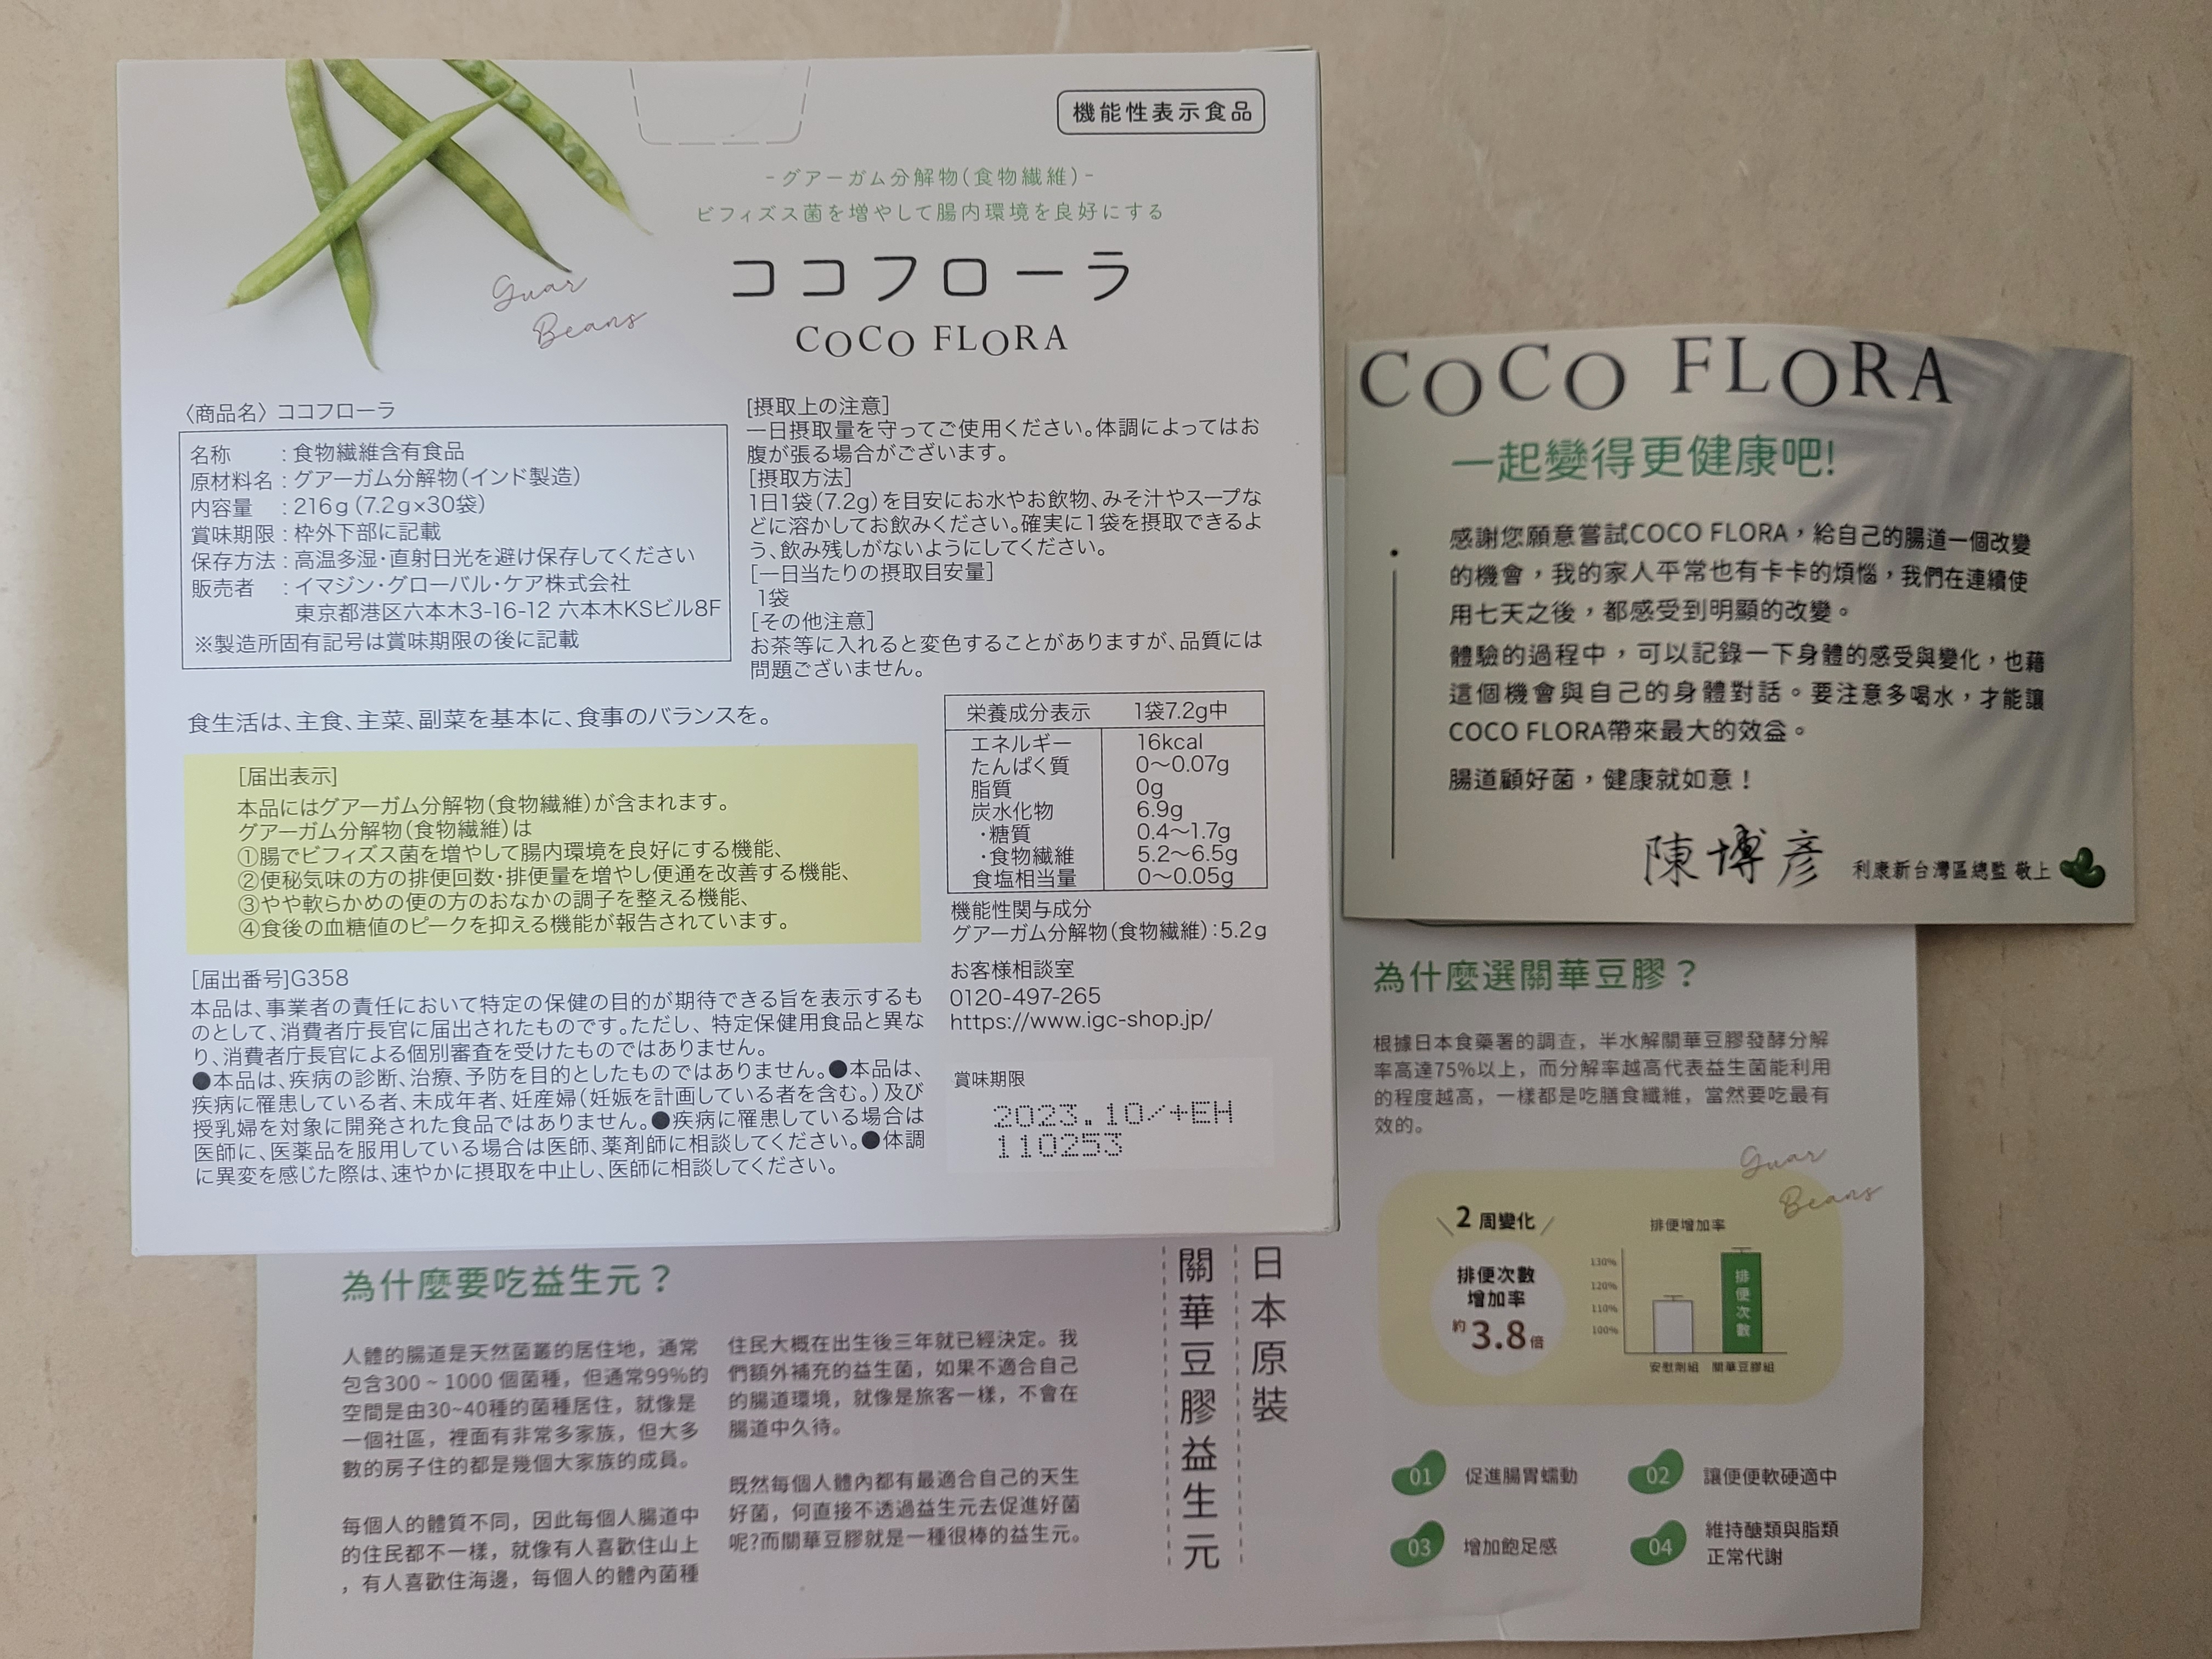 機能性表示食品
-グアーガム分解物(食物繊維)-
ビフィズス菌を増やして腸内環境を良好にする
ココフローラ
COCO FLORA
Guar
Beans
〈商品名〉ココフローラ
名称 :食物繊維含有食品
原材料名:グアーガム分解物(インド製造)
内容量 :216g(7.2g×30袋)
賞味期限:枠外下部に記載
保存方法:高温多湿・直射日光を避け保存してください
販売者 :イマジン・グローバル・ケア株式会社
東京都港区六本木3-16-12 六本木KSビル8F
※製造所固有記号は賞味期限の後に記載
[摂取上の注意]
一日摂取量を守ってご使用ください。体調によってはお
腹が張る場合がございます。
[摂取方法]
1日1袋(7.2g)を目安にお水やお飲物、みそ汁やスープな
どに溶かしてお飲みください。確実に1袋を摂取できるよ
う、飲み残しがないようにしてください。
[一日当たりの摂取目安量]
1袋
[その他注意]
お茶等に入れると変色することがありますが、品質には
問題ございません。
食生活は、主食、主菜、副菜を基本に、食事のバランスを。
[届出表示]
本品にはグアーガム分解物(食物繊維)が含まれます。
グアーガム分解物(食物繊維)は
①腸でビフィズス菌を増やして腸内環境を良好にする機能、
②便秘気味の方の排便回数・排便量を増やし便通を改善する機能、
③やや軟らかめの便の方のおなかの調子を整える機能、
④食後の血糖値のピークを抑える機能が報告されています。
[届出番号]G358
本品は、事業者の責任において特定の保健の目的が期待できる旨を表示するも
のとして、消費者庁長官に届出されたものです。ただし、特定保健用食品と異な
り、消費者庁長官による個別審査を受けたものではありません。
●本品は、疾病の診断、治療、予防を目的としたものではありません。●本品は、
疾病に罹患している者、未成年者、妊産婦(妊娠を計画している者を含む。)及び
授乳婦を対象に開発された食品ではありません。●疾病に罹患している場合は
医師に、医薬品を服用している場合は医師、薬剤師に相談してください。●体調
に異変を感じた際は、速やかに摂取を中止し、医師に相談してください。
栄養成分表示 1袋7.2g中
エネルギー 16kcal
たんぱく質 0〜0.07g
脂質 0g
炭水化物 6.9g
・糖質 0.4〜1.7g
・食物繊維 5.2〜6.5g
食塩相当量 0〜0.05g
機能性関与成分
グアーガム分解物(食物繊維):5.2g
お客様相談室
0120-497-265
https://www.igc-shop.jp/
賞味期限
2023.10/+EH
110253
COCO FLORA
一起變得更健康吧!
感謝您願意嘗試COCO FLORA,給自己的腸道一個改變
的機會,我的家人平常也有卡卡的煩惱,我們在連續使
用七天之後,都感受到明顯的改變。
體驗的過程中,可以記錄一下身體的感受與變化,也藉
這個機會與自己的身體對話。要注意多喝水,才能讓
COCO FLORA帶來最大的效益。
腸道顧好菌,健康就如意!
陳博彥 利康新台灣區總監 敬上
為什麼選關華豆膠?
根據日本食藥署的調查,半水解關華豆膠發酵分解
率高達75%以上,而分解率越高代表益生菌能利用
的程度越高,一樣都是吃膳食纖維,當然要吃最有
效的。
Guar
Beans
2 周變化
排便次數
增加率
約3.8倍
排便增加率
130%
120%
110%
100%
排便次數
安慰劑組 關華豆膠組
01 促進腸胃蠕動
02 讓便便軟硬適中
03 增加飽足感
04 維持醣類與脂類
正常代謝
日本原裝
關華豆膠益生元
為什麼要吃益生元?
人體的腸道是天然菌叢的居住地,通常
包含300 ~ 1000 個菌種,但通常99%的
空間是由30~40種的菌種居住,就像是
一個社區,裡面有非常多家族,但大多
數的房子住的都是幾個大家族的成員。
每個人的體質不同,因此每個人腸道中
的住民都不一樣,就像有人喜歡住山上
,有人喜歡住海邊,每個人的體內菌種
住民大概在出生後三年就已經決定。我
們額外補充的益生菌,如果不適合自己
的腸道環境,就像是旅客一樣,不會在
腸道中久待。
既然每個人體內都有最適合自己的天生
好菌,何直接不透過益生元去促進好菌
呢?而關華豆膠就是一種很棒的益生元。